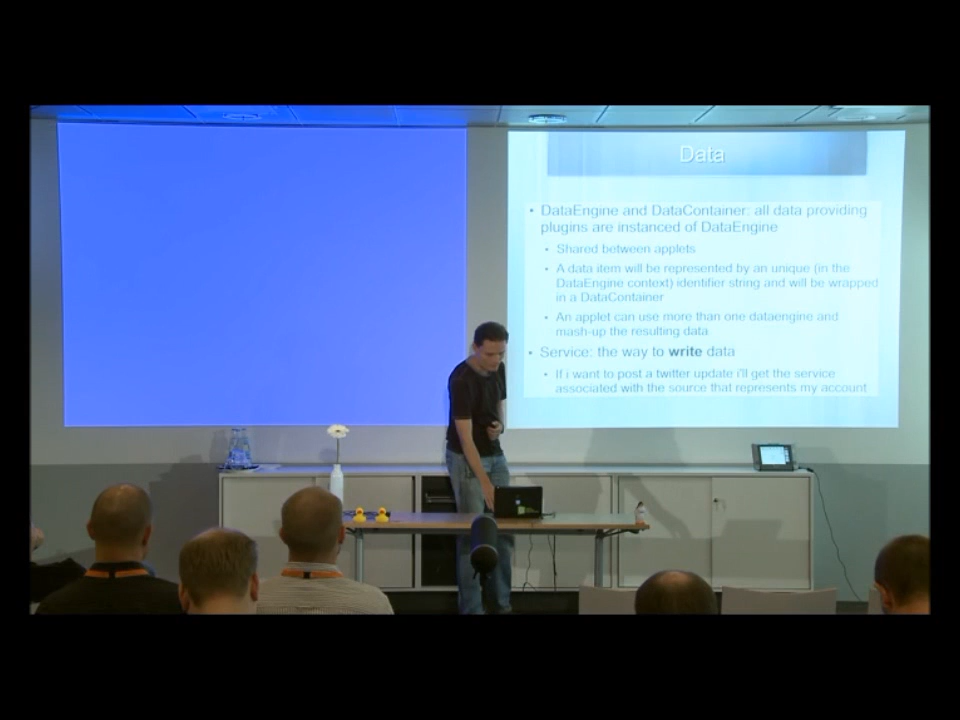 Data
• DataEngine and DataContainer: all data providing
plugins are instanced of DataEngine
• Shared between applets
• A data item will be represented by an unique (in the
DataEngine context) identifier string and will be wrapped
in a DataContainer
• An applet can use more than one dataengine and
mash-up the resulting data
• Service: the way to write data
• If i want to post a twitter update i'll get the service
associated with the source that represents my account